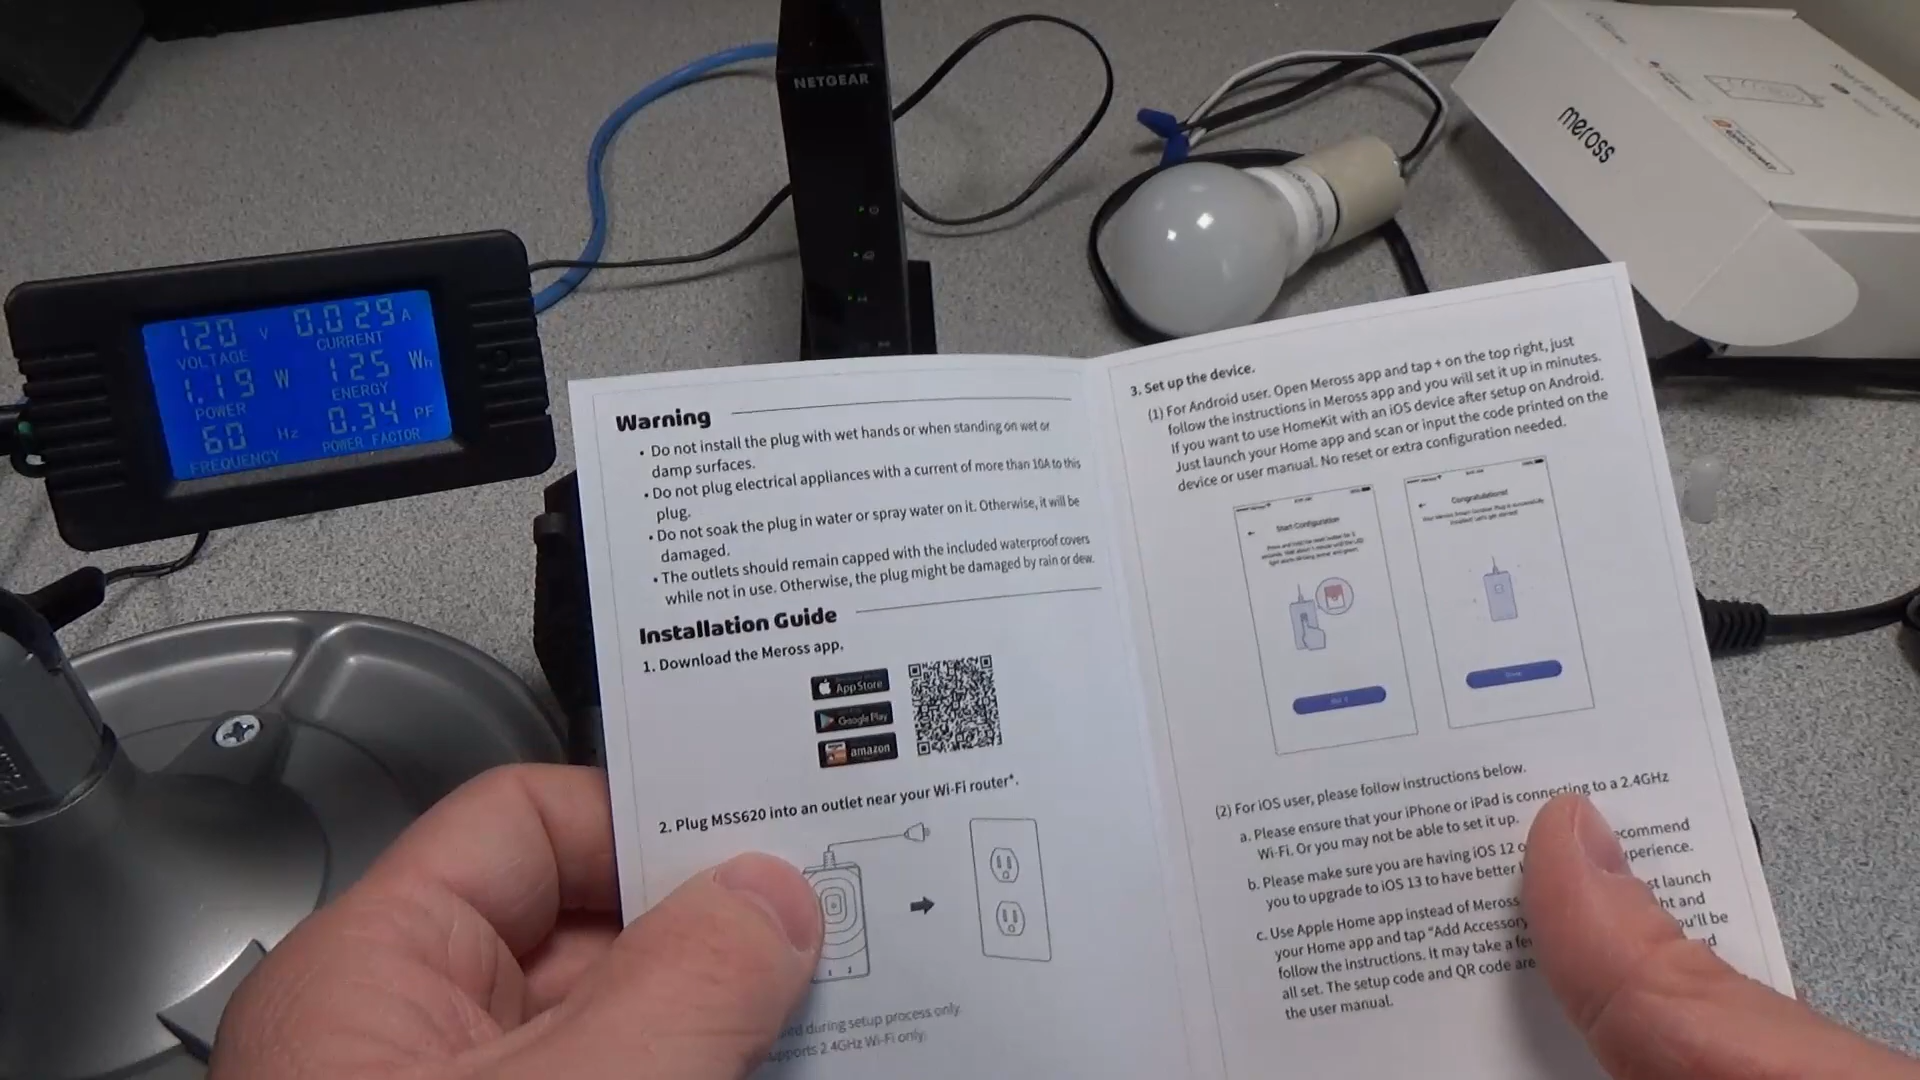 NETGEAR
meross
120 V
VOLTAGE
0.029 A
CURRENT
1.19 W
POWER
125 Wh
ENERGY
60 Hz
FREQUENCY
0.34 PF
POWER FACTOR
Warning
• Do not install the plug with wet hands or when standing on wet or
damp surfaces.
• Do not plug electrical appliances with a current of more than 10A to this
plug.
• Do not soak the plug in water or spray water on it. Otherwise, it will be
damaged.
• The outlets should remain capped with the included waterproof covers
while not in use. Otherwise, the plug might be damaged by rain or dew.
Installation Guide
1. Download the Meross app.
App Store
Google Play
amazon
2. Plug MSS620 into an outlet near your Wi-Fi router*.
during setup process only.
2.4GHz Wi-Fi only.
3. Set up the device.
(1) For Android user. Open Meross app and tap + on the top right, just
follow the instructions in Meross app and you will set it up in minutes.
If you want to use HomeKit with an iOS device after setup on Android.
Just launch your Home app and scan or input the code printed on the
device or user manual. No reset or extra configuration needed.
Start Configuration
Congratulations!
(2) For iOS user, please follow instructions below.
a. Please ensure that your iPhone or iPad is connecting to a 2.4GHz
Wi-Fi. Or you may not be able to set it up.
b. Please make sure you are having iOS 12
you to upgrade to iOS 13 to have better
c. Use Apple Home app instead of Meross launch
your Home app and tap "Add Accessory and
follow the instructions. It may take a
all set. The setup code and QR code are
the user manual.